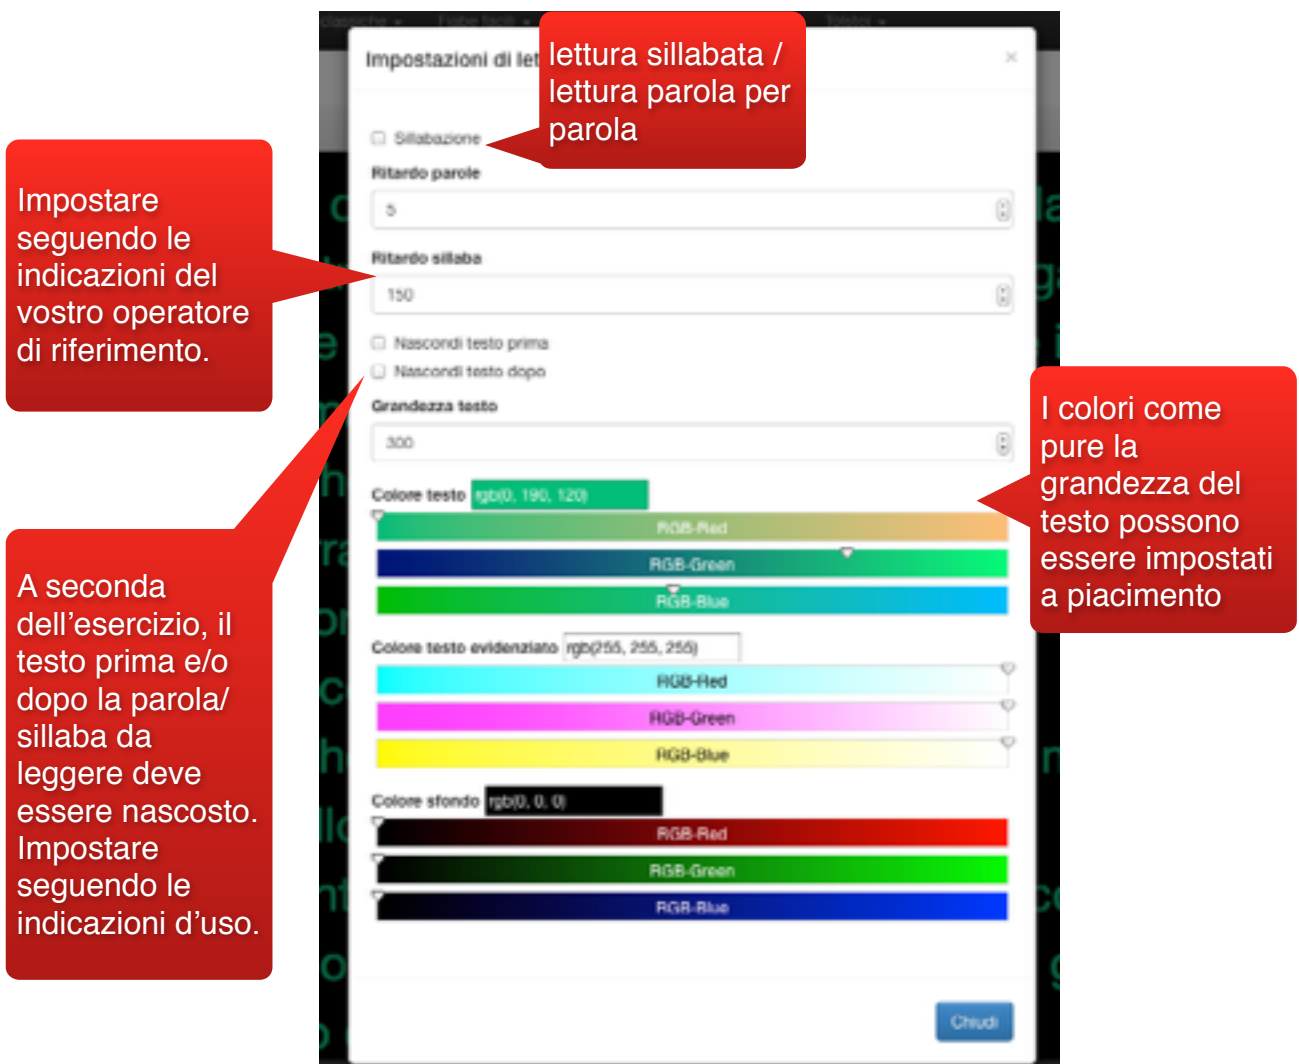 classiche
Fiabe facili
Tolstoi
Impostazioni di let
×
lettura sillabata /
lettura parola per
parola
Sillabazione
Ritardo parole
5
Impostare
seguendo le
indicazioni del
vostro operatore
di riferimento.
Ritardo sillaba
150
Nascondi testo prima
Nascondi testo dopo
Grandezza testo
300
I colori come
pure la
grandezza del
testo possono
essere impostati
a piacimento
Colore testo rgb(0, 190, 120)
RGB-Red
RGB-Green
RGB-Blue
A seconda
dell’esercizio, il
testo prima e/o
dopo la parola/
sillaba da
leggere deve
essere nascosto.
Impostare
seguendo le
indicazioni d’uso.
Colore testo evidenziato rgb(255, 255, 255)
RGB-Red
RGB-Green
RGB-Blue
Colore sfondo rgb(0, 0, 0)
RGB-Red
RGB-Green
RGB-Blue
Chiudi